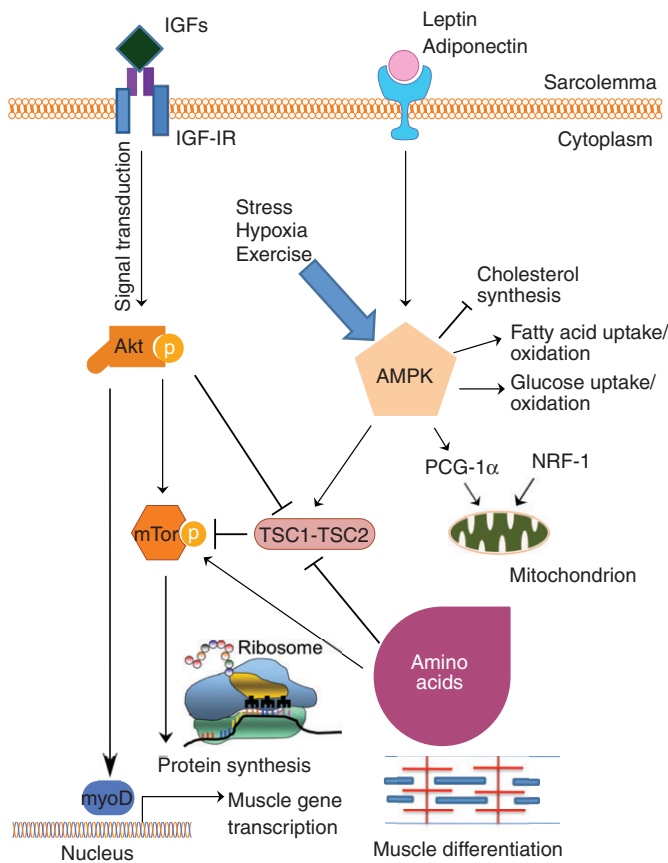 IGFs
Leptin
Adiponectin
Sarcolemma
IGF-IR
Cytoplasm
Signal transduction
Stress
Hypoxia
Exercise
Cholesterol
synthesis
Fatty acid uptake/
oxidation
Glucose uptake/
oxidation
Akt
p
AMPK
PCG-1α
NRF-1
mTor
p
TSC1-TSC2
Mitochondrion
Ribosome
Amino
acids
Protein synthesis
myoD
Muscle gene
transcription
Nucleus
Muscle differentiation